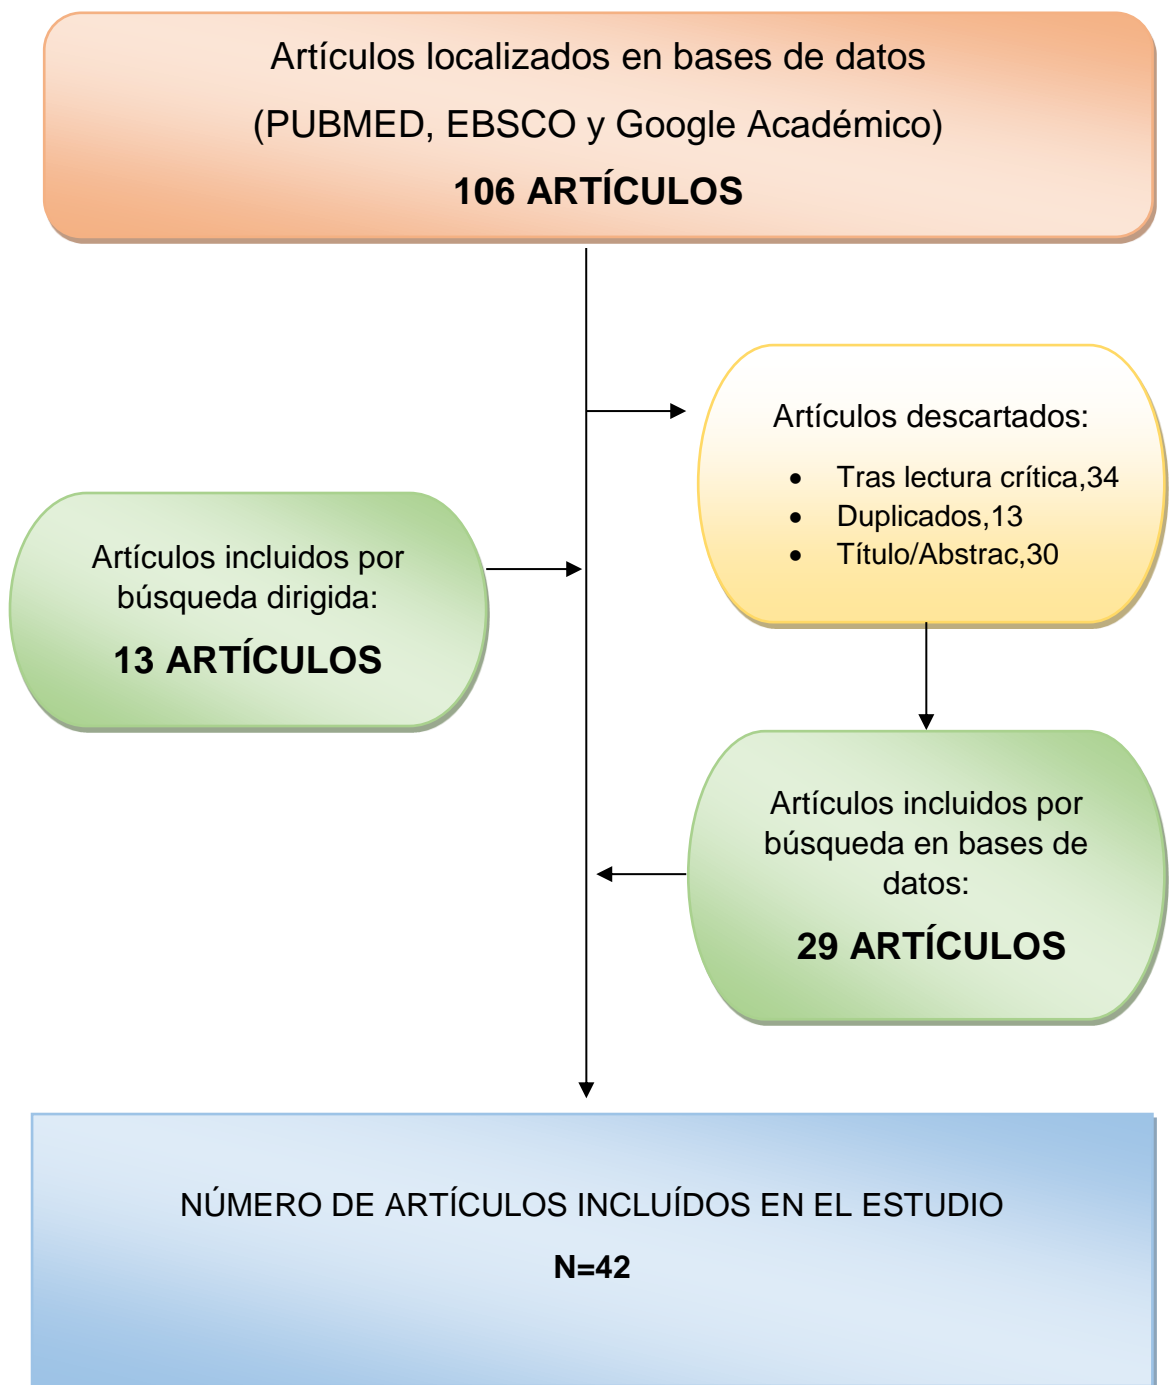 Artículos localizados en bases de datos
(PUBMED, EBSCO y Google Académico)
106 ARTÍCULOS
Artículos descartados:
• Tras lectura crítica,34
• Duplicados,13
• Título/Abstrac,30
Artículos incluidos por
búsqueda dirigida:
13 ARTÍCULOS
Artículos incluidos por
búsqueda en bases de
datos:
29 ARTÍCULOS
NÚMERO DE ARTÍCULOS INCLUÍDOS EN EL ESTUDIO
N=42